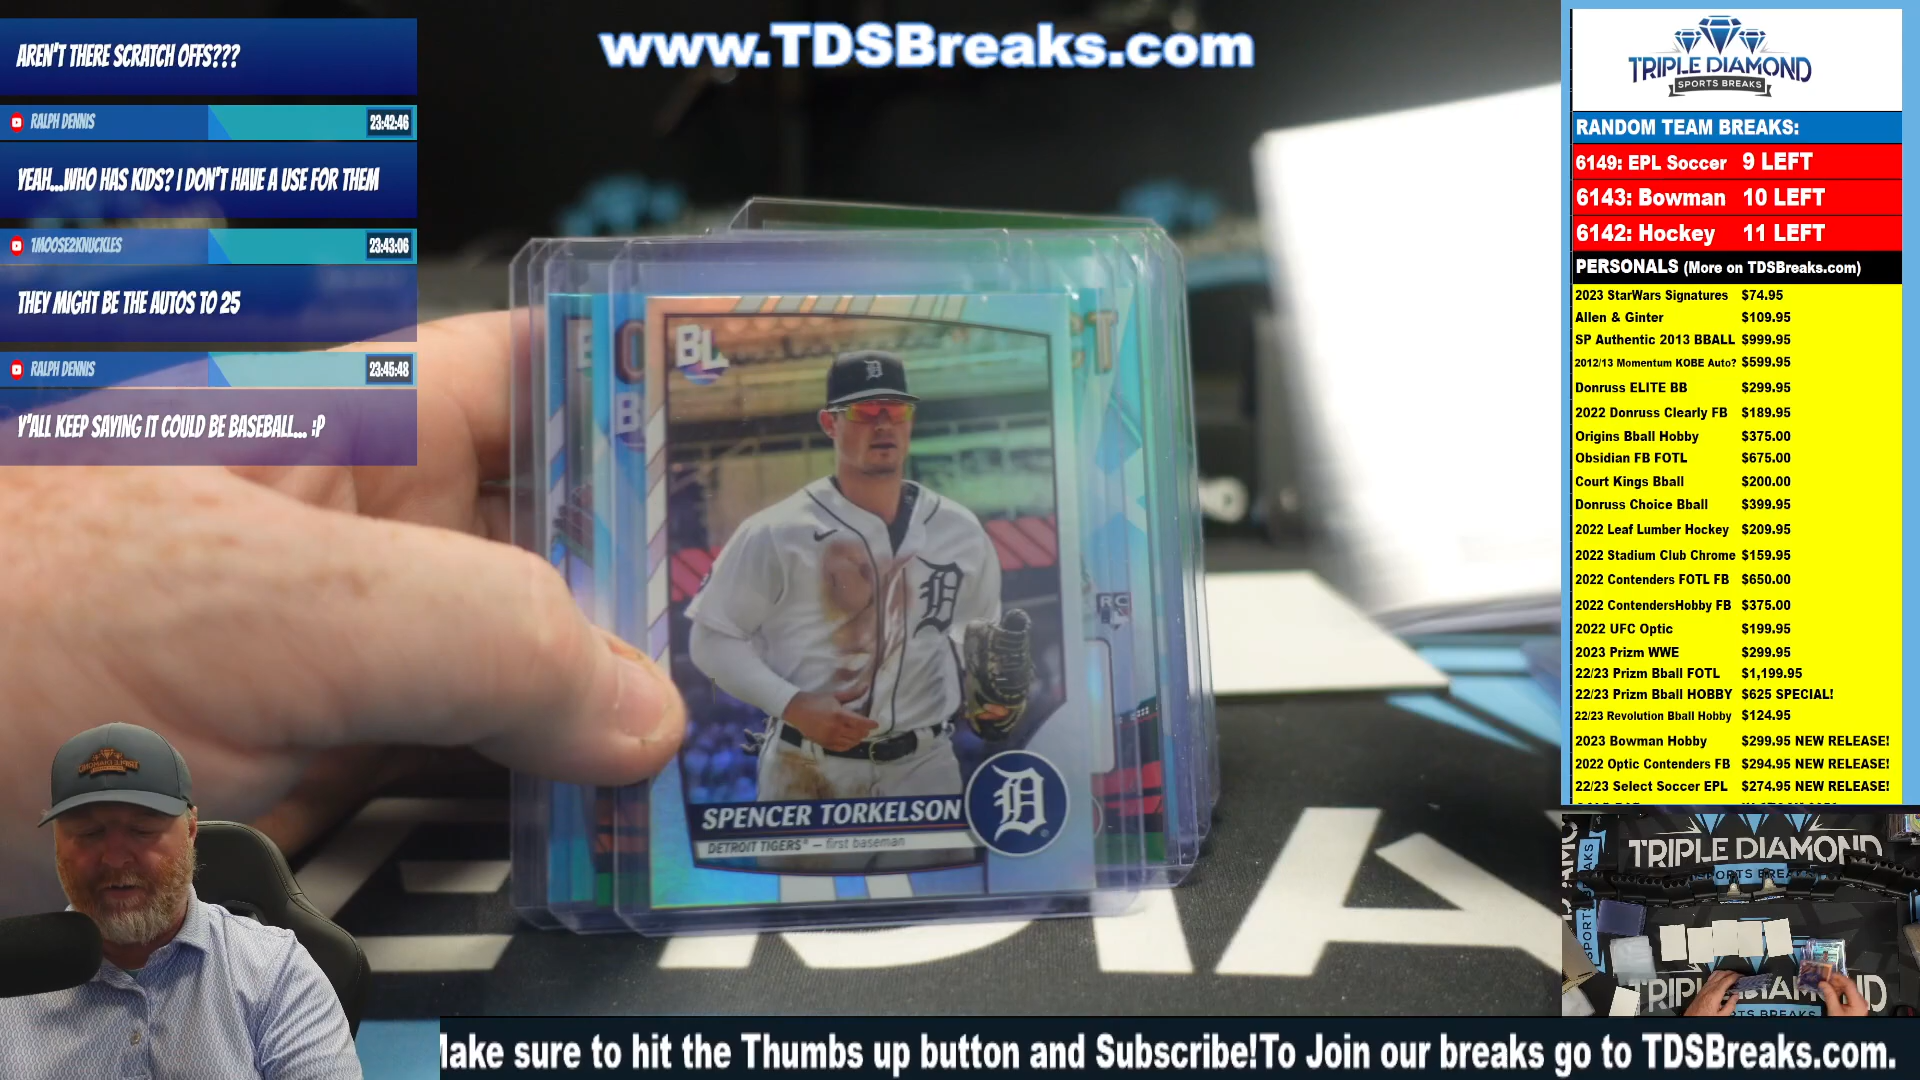 AREN'T THERE SCRATCH OFFS???
RALPH DENNIS 23:42:46
YEAH...WHO HAS KIDS? I DON'T HAVE A USE FOR THEM
1MOOSE2KNUCKLES 23:43:06
THEY MIGHT BE THE AUTOS TO 25
RALPH DENNIS 23:45:48
Y'ALL KEEP SAYING IT COULD BE BASEBALL... :P
www.TDSBreaks.com
BL
SPENCER TORKELSON
DETROIT TIGERS® — first baseman
RC
TRIPLE DIAMOND
SPORTS BREAKS
RANDOM TEAM BREAKS:
6149: EPL Soccer 9 LEFT
6143: Bowman 10 LEFT
6142: Hockey 11 LEFT
PERSONALS (More on TDSBreaks.com)
2023 StarWars Signatures $74.95
Allen & Ginter $109.95
SP Authentic 2013 BBALL $999.95
2012/13 Momentum KOBE Auto? $599.95
Donruss ELITE BB $299.95
2022 Donruss Clearly FB $189.95
Origins Bball Hobby $375.00
Obsidian FB FOTL $675.00
Court Kings Bball $200.00
Donruss Choice Bball $399.95
2022 Leaf Lumber Hockey $209.95
2022 Stadium Club Chrome $159.95
2022 Contenders FOTL FB $650.00
2022 ContendersHobby FB $375.00
2022 UFC Optic $199.95
2023 Prizm WWE $299.95
22/23 Prizm Bball FOTL $1,199.95
22/23 Prizm Bball HOBBY $625 SPECIAL!
22/23 Revolution Bball Hobby $124.95
2023 Bowman Hobby $299.95 NEW RELEASE!
2022 Optic Contenders FB $294.95 NEW RELEASE!
22/23 Select Soccer EPL $274.95 NEW RELEASE!
TRIPLE DIAMOND
SPORTS BREAKS
Make sure to hit the Thumbs up button and Subscribe!To Join our breaks go to TDSBreaks.com.